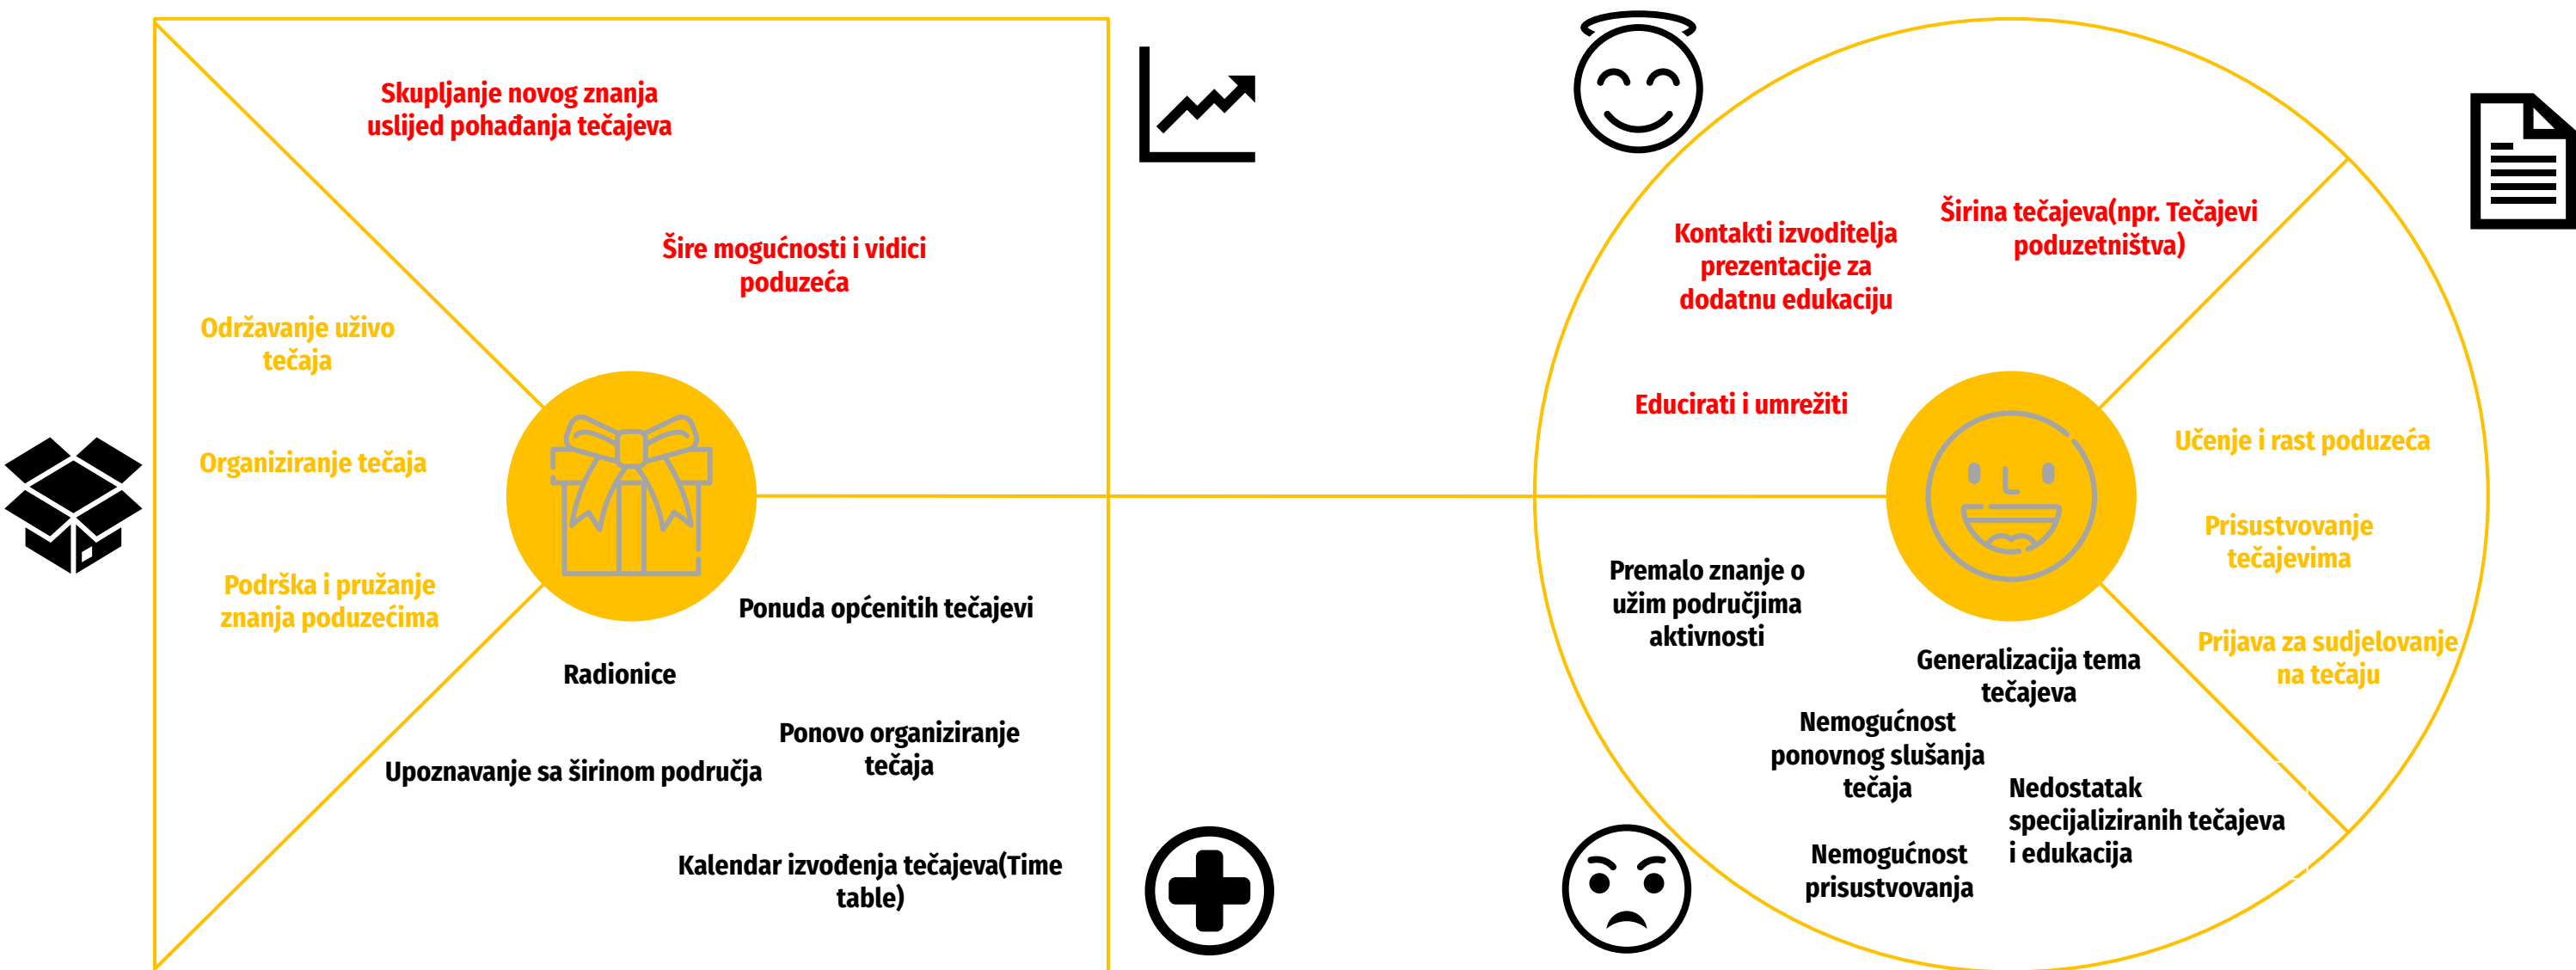 Skupljanje novog znanja
uslijed pohađanja tečajeva
Šire mogućnosti i vidici
poduzeća
Održavanje uživo
tečaja
Organiziranje tečaja
Podrška i pružanje
znanja poduzećima
Ponuda općenitih tečajevi
Radionice
Ponovo organiziranje
tečaja
Upoznavanje sa širinom područja
Kalendar izvođenja tečajeva(Time
table)
Širina tečajeva(npr. Tečajevi
poduzetništva)
Kontakti izvoditelja
prezentacije za
dodatnu edukaciju
Educirati i umrežiti
Učenje i rast poduzeća
Prisustvovanje
tečajevima
Prijava za sudjelovanje
na tečaju
Premalo znanje o
užim područjima
aktivnosti
Generalizacija tema
tečajeva
Nemogućnost
ponovnog slušanja
tečaja
Nedostatak
specijaliziranih tečajeva
i edukacija
Nemogućnost
prisustvovanja